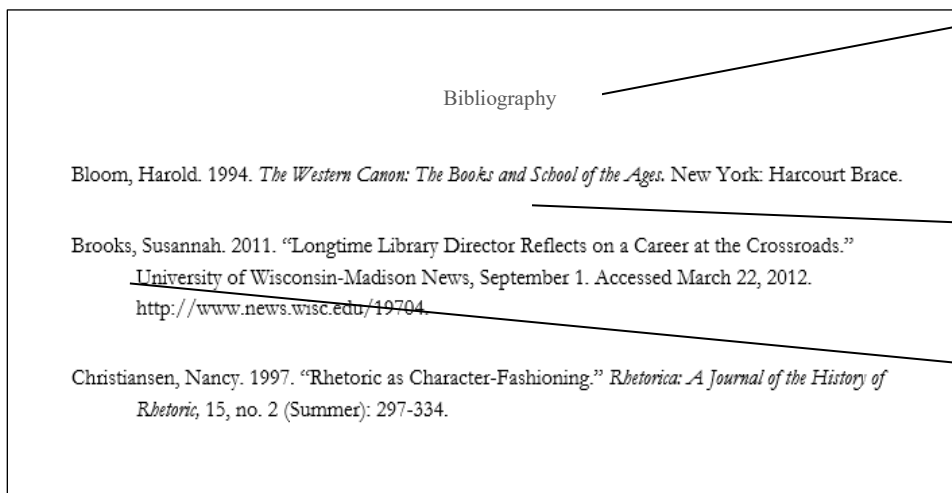 Bibliography
Bloom, Harold. 1994. The Western Canon: The Books and School of the Ages. New York: Harcourt Brace.
Brooks, Susannah. 2011. “Longtime Library Director Reflects on a Career at the Crossroads.”
University of Wisconsin-Madison News, September 1. Accessed March 22, 2012.
http://www.news.wisc.edu/19704.
Christiansen, Nancy. 1997. “Rhetoric as Character-Fashioning.” Rhetorica: A Journal of the History of
Rhetoric, 15, no. 2 (Summer): 297-334.